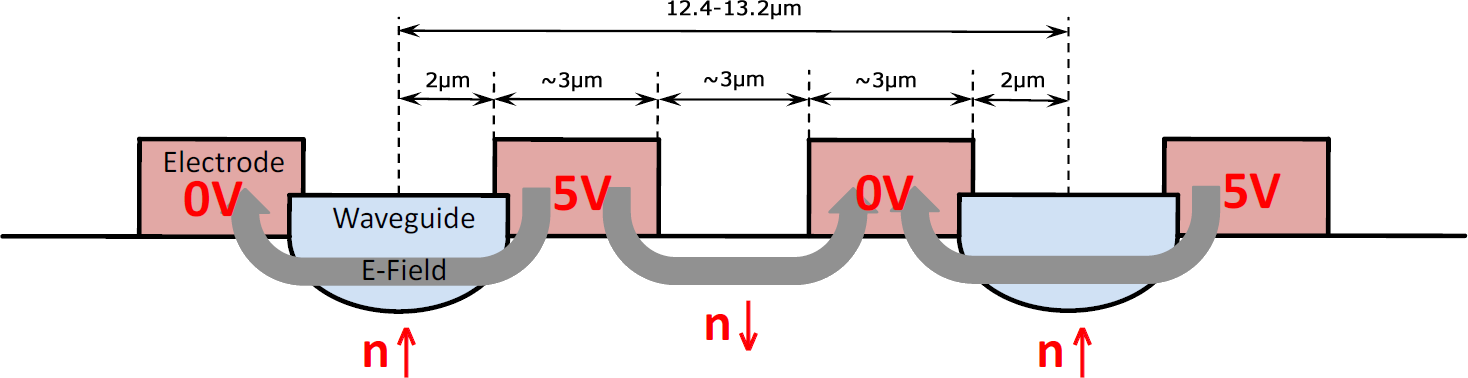 12.4-13.2µm
2µm ~3µm ~3µm ~3µm 2µm
Electrode
0V 5V 0V 5V
Waveguide
E-Field
n↑ n↓ n↑